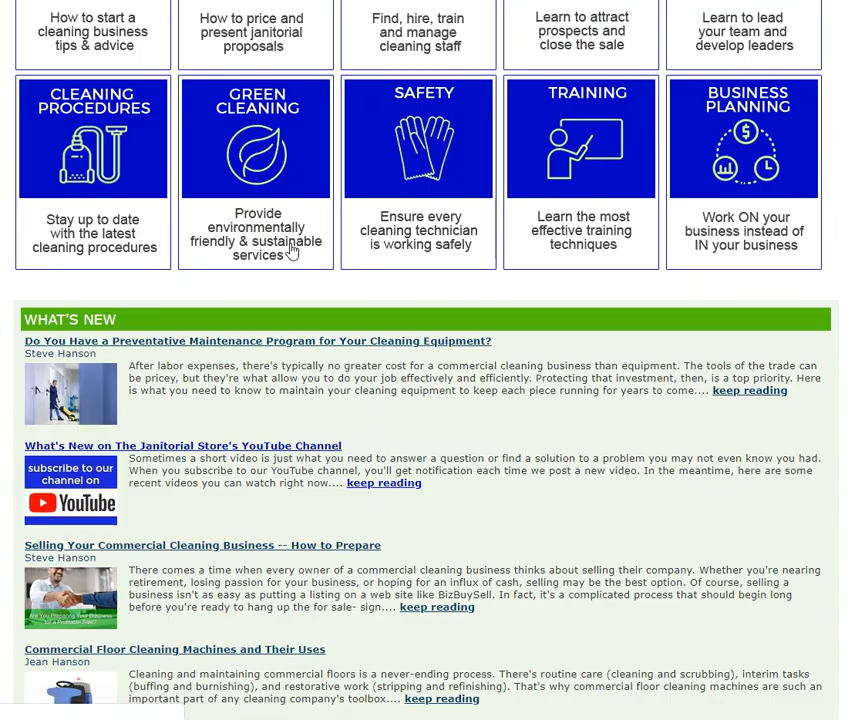 How to start a
cleaning business
tips & advice
How to price and
present janitorial
proposals
Find, hire, train
and manage
cleaning staff
Learn to attract
prospects and
close the sale
Learn to lead
your team and
develop leaders
CLEANING
PROCEDURES
Stay up to date
with the latest
cleaning procedures
GREEN
CLEANING
Provide
environmentally
friendly & sustainable
services
SAFETY
Ensure every
cleaning technician
is working safely
TRAINING
Learn the most
effective training
techniques
BUSINESS
PLANNING
Work ON your
business instead of
IN your business
WHAT'S NEW
Do You Have a Preventative Maintenance Program for Your Cleaning Equipment?
Steve Hanson
After labor expenses, there's typically no greater cost for a commercial cleaning business than equipment. The tools of the trade can
be pricey, but they're what allow you to do your job effectively and efficiently. Protecting that investment, then, is a top priority. Here
is what you need to know to maintain your cleaning equipment to keep each piece running for years to come.... keep reading
What's New on The Janitorial Store's YouTube Channel
subscribe to our
channel on
YouTube
Sometimes a short video is just what you need to answer a question or find a solution to a problem you may not even know you had.
When you subscribe to our YouTube channel, you'll get notification each time we post a new video. In the meantime, here are some
recent videos you can watch right now.... keep reading
Selling Your Commercial Cleaning Business -- How to Prepare
Steve Hanson
Are You Preparing Your Business
for a Profitable Sale?
There comes a time when every owner of a commercial cleaning business thinks about selling their company. Whether you're nearing
retirement, losing passion for your business, or hoping for an influx of cash, selling may be the best option. Of course, selling a
business isn't as easy as putting a listing on a web site like BizBuySell. In fact, it's a complicated process that should begin long
before you're ready to hang up the for sale- sign.... keep reading
Commercial Floor Cleaning Machines and Their Uses
Jean Hanson
Cleaning and maintaining commercial floors is a never-ending process. There's routine care (cleaning and scrubbing), interim tasks
(buffing and burnishing), and restorative work (stripping and refinishing). That's why commercial floor cleaning machines are such an
important part of any cleaning company's toolbox.... keep reading